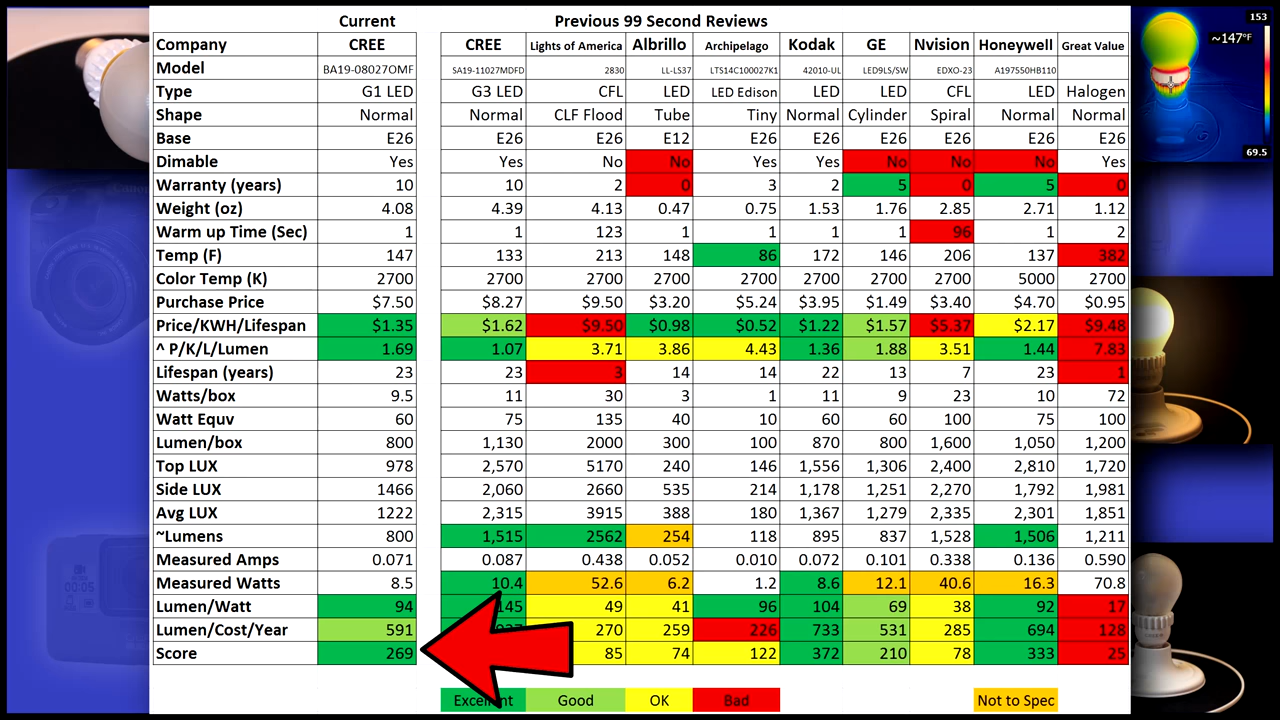 Current Previous 99 Second Reviews
Company CREE CREE Lights of America Albrillo Archipelago Kodak GE Nvision Honeywell Great Value
Model BA19-08027OMF SA19-11027MDFD 2830 LL-LS37 LTS14C100027K1 42010-UL LED9LS/SW EDXO-23 A197550HB110
Type G1 LED G3 LED CFL LED LED Edison LED LED CFL LED Halogen
Shape Normal Normal CLF Flood Tube Tiny Normal Cylinder Spiral Normal Normal
Base E26 E26 E26 E12 E26 E26 E26 E26 E26 E26
Dimable Yes Yes No No Yes Yes No No No Yes
Warranty (years) 10 10 2 0 3 2 5 0 5 0
Weight (oz) 4.08 4.39 4.13 0.47 0.75 1.53 1.76 2.85 2.71 1.12
Warm up Time (Sec) 1 1 123 1 1 1 1 96 1 2
Temp (F) 147 133 213 148 86 172 146 206 137 382
Color Temp (K) 2700 2700 2700 2700 2700 2700 2700 2700 5000 2700
Purchase Price $7.50 $8.27 $9.50 $3.20 $5.24 $3.95 $1.49 $3.40 $4.70 $0.95
Price/KWH/Lifespan $1.35 $1.62 $9.50 $0.98 $0.52 $1.22 $1.57 $5.37 $2.17 $9.48
^ P/K/L/Lumen 1.69 1.07 3.71 3.86 4.43 1.36 1.88 3.51 1.44 7.83
Lifespan (years) 23 23 3 14 14 22 13 7 23 1
Watts/box 9.5 11 30 3 1 11 9 23 10 72
Watt Equv 60 75 135 40 10 60 60 100 75 100
Lumen/box 800 1,130 2000 300 100 870 800 1,600 1,050 1,200
Top LUX 978 2,570 5170 240 146 1,556 1,306 2,400 2,810 1,720
Side LUX 1466 2,060 2660 535 214 1,178 1,251 2,270 1,792 1,981
Avg LUX 1222 2,315 3915 388 180 1,367 1,279 2,335 2,301 1,851
~Lumens 800 1,515 2562 254 118 895 837 1,528 1,506 1,211
Measured Amps 0.071 0.087 0.438 0.052 0.010 0.072 0.101 0.338 0.136 0.590
Measured Watts 8.5 10.4 52.6 6.2 1.2 8.6 12.1 40.6 16.3 70.8
Lumen/Watt 94 145 49 41 96 104 69 38 92 17
Lumen/Cost/Year 591 270 259 226 733 531 285 694 128
Score 269 85 74 122 372 210 78 333 25
Excellent Good OK Bad Not to Spec
153
~147°F
69.5